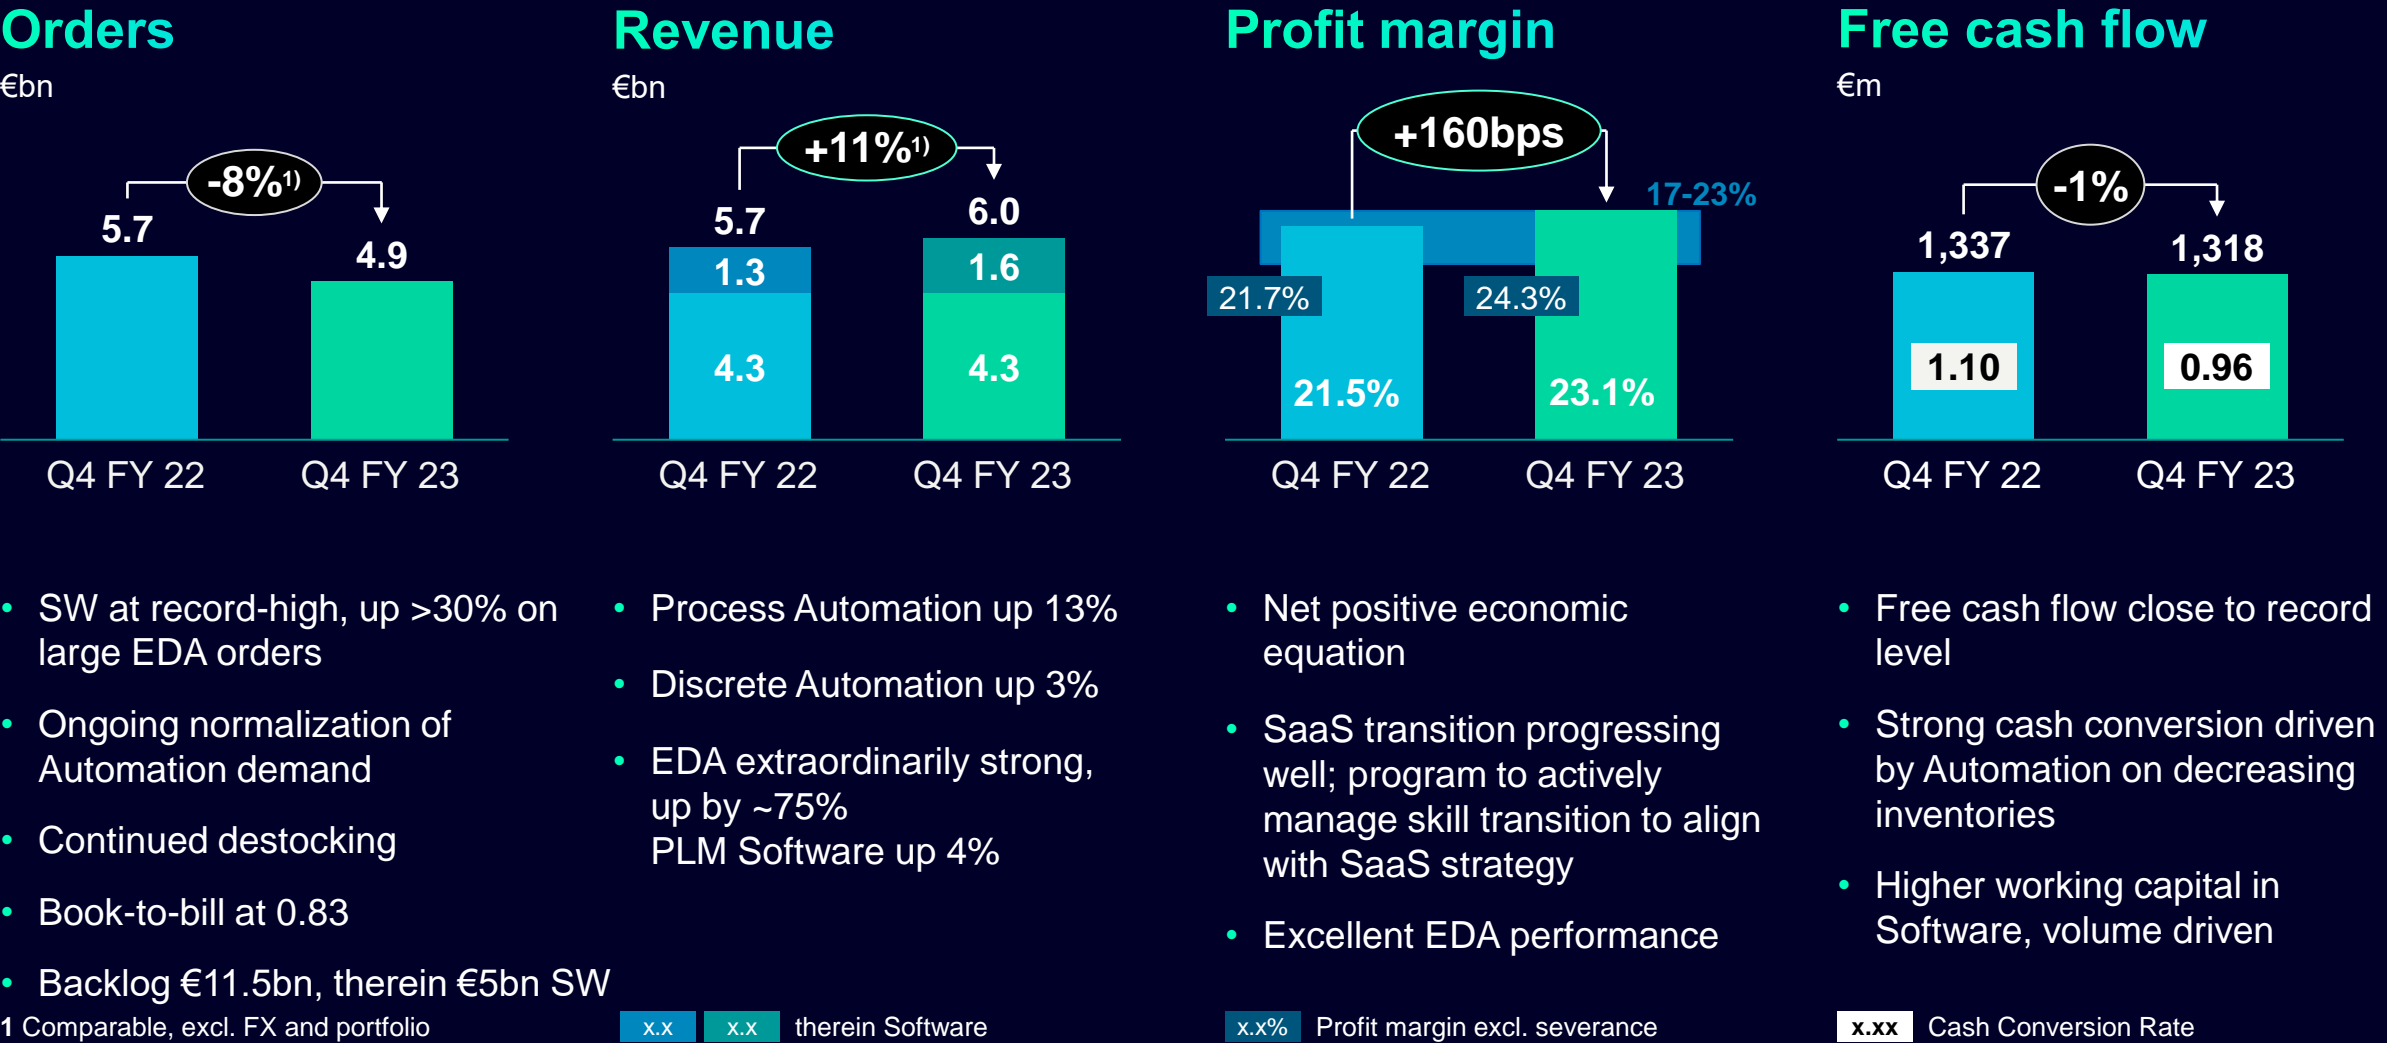 Orders
€bn
-8%1)
5.7
4.9
Q4 FY 22
Q4 FY 23
• SW at record-high, up >30% on
large EDA orders
• Ongoing normalization of
Automation demand
• Continued destocking
• Book-to-bill at 0.83
• Backlog €11.5bn, therein €5bn SW
1 Comparable, excl. FX and portfolio
Revenue
€bn
+11%1)
5.7
6.0
1.3
1.6
4.3
4.3
Q4 FY 22
Q4 FY 23
• Process Automation up 13%
• Discrete Automation up 3%
• EDA extraordinarily strong,
up by ~75%
PLM Software up 4%
x.x
x.x
therein Software
Profit margin
+160bps
17-23%
21.7%
24.3%
21.5%
23.1%
Q4 FY 22
Q4 FY 23
• Net positive economic
equation
• SaaS transition progressing
well; program to actively
manage skill transition to align
with SaaS strategy
• Excellent EDA performance
x.x%
Profit margin excl. severance
Free cash flow
€m
-1%
1,337
1,318
1.10
0.96
Q4 FY 22
Q4 FY 23
• Free cash flow close to record
level
• Strong cash conversion driven
by Automation on decreasing
inventories
• Higher working capital in
Software, volume driven
x.xx
Cash Conversion Rate